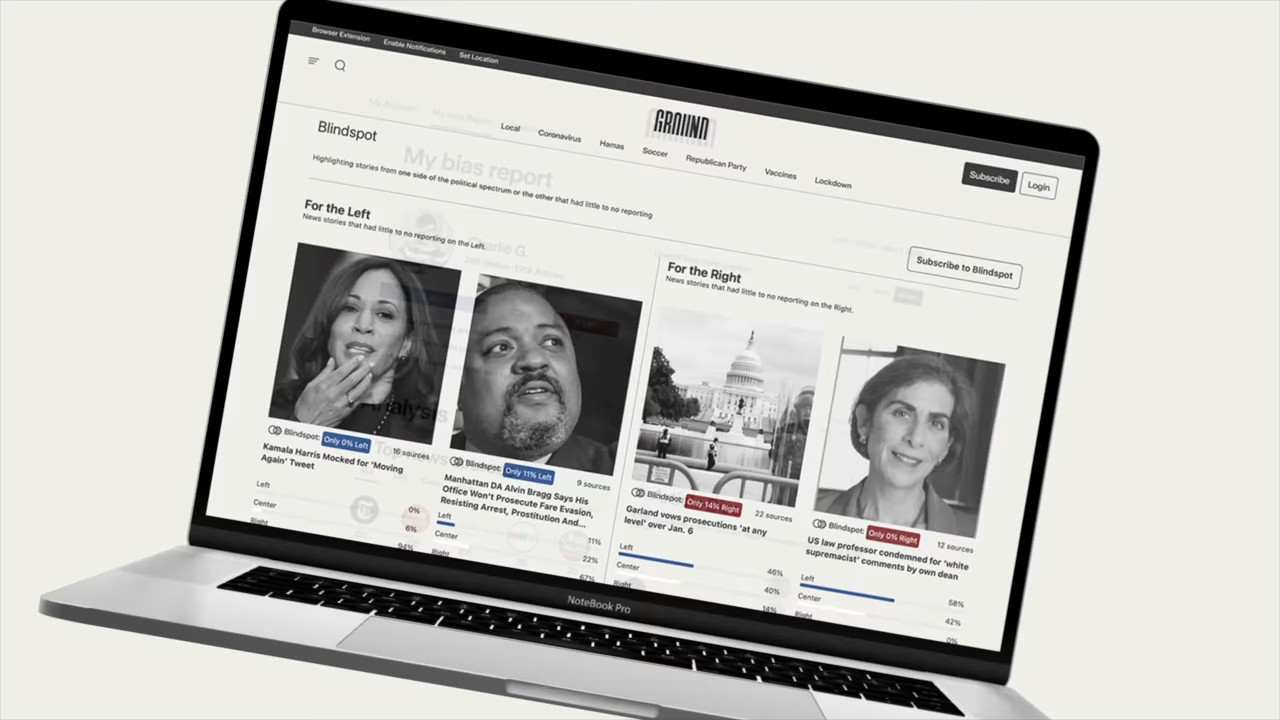 Browser Extension
Enable Notifications
Set Location
GROUND
Local
Coronavirus
Hamas
Soccer
Republican Party
Vaccines
Lockdown
Subscribe
Login
Blindspot
Highlighting stories from one side of the political spectrum or the other that had little to no reporting
My bias report
Subscribe to Blindspot
For the Left
News stories that had little to no reporting on the Left.
Charlie G.
For the Right
News stories that had little to no reporting on the Right.
Analysis
Blindspot: Only 0% Left
16 sources
Kamala Harris Mocked for ‘Moving
Again’ Tweet
Left
0%
Center
6%
Right
94%
Blindspot: Only 11% Left
9 sources
Manhattan DA Alvin Bragg Says His
Office Won’t Prosecute Fare Evasion,
Resisting Arrest, Prostitution And...
Left
11%
Center
22%
Right
67%
Blindspot: Only 14% Right
22 sources
Garland vows prosecutions ‘at any
level’ over Jan. 6
Left
46%
Center
40%
Right
14%
Blindspot: Only 0% Right
12 sources
US law professor condemned for ‘white
supremacist’ comments by own dean
Left
58%
Center
42%
Right
0%
NoteBook Pro